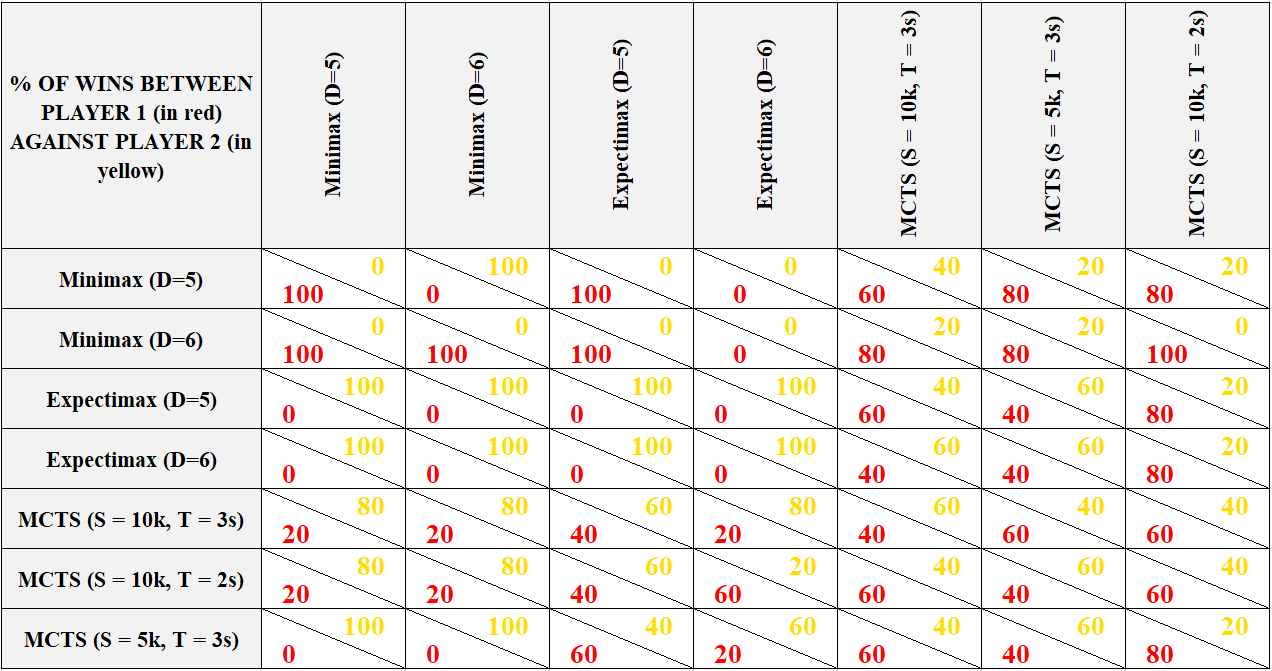 % OF WINS BETWEEN
PLAYER 1 (in red)
AGAINST PLAYER 2 (in
yellow)
Minimax (D=5)
Minimax (D=6)
Expectimax (D=5)
Expectimax (D=6)
MCTS (S = 10k, T = 3s)
MCTS (S = 5k, T = 3s)
MCTS (S = 10k, T = 2s)
Minimax (D=5)
0 100 0 0 40 20 20
100 0 100 0 60 80 80
Minimax (D=6)
0 0 0 0 20 20 0
100 100 100 0 80 80 100
Expectimax (D=5)
100 100 100 100 40 60 20
0 0 0 0 60 40 80
Expectimax (D=6)
100 100 100 100 60 60 20
0 0 0 0 40 40 80
MCTS (S = 10k, T = 3s)
80 80 60 80 60 40 40
20 20 40 20 40 60 60
MCTS (S = 10k, T = 2s)
80 80 60 20 40 60 40
20 20 40 60 60 40 60
MCTS (S = 5k, T = 3s)
100 100 40 60 40 60 20
0 0 60 20 60 40 80